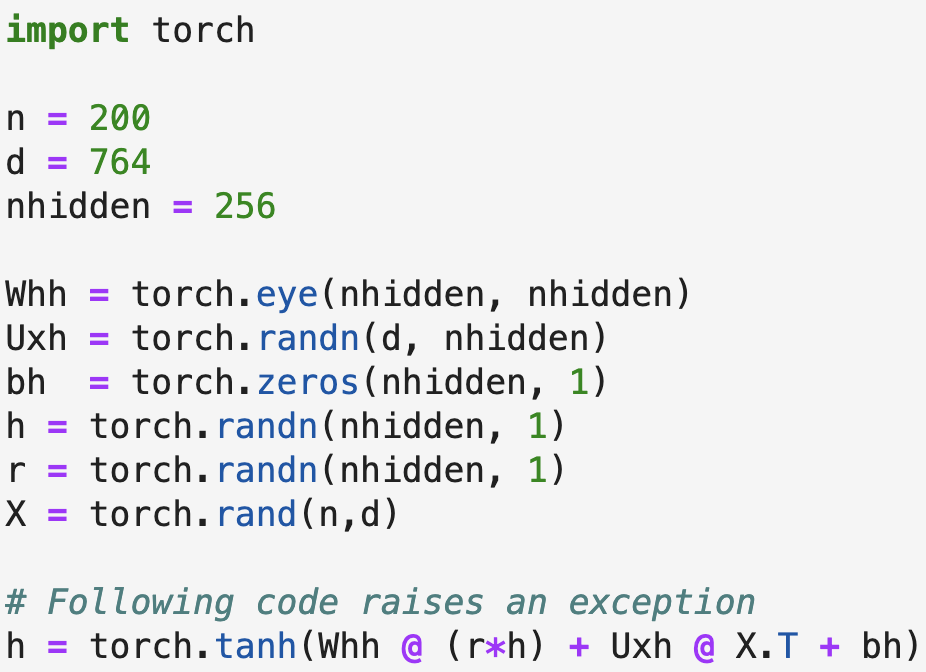 import torch
n = 200
d = 764
nhidden = 256
Whh = torch.eye(nhidden, nhidden)
Uxh = torch.randn(d, nhidden)
bh  = torch.zeros(nhidden, 1)
h = torch.randn(nhidden, 1)
r = torch.randn(nhidden, 1)
X = torch.rand(n,d)
# Following code raises an exception
h = torch.tanh(Whh @ (r*h) + Uxh @ X.T + bh)